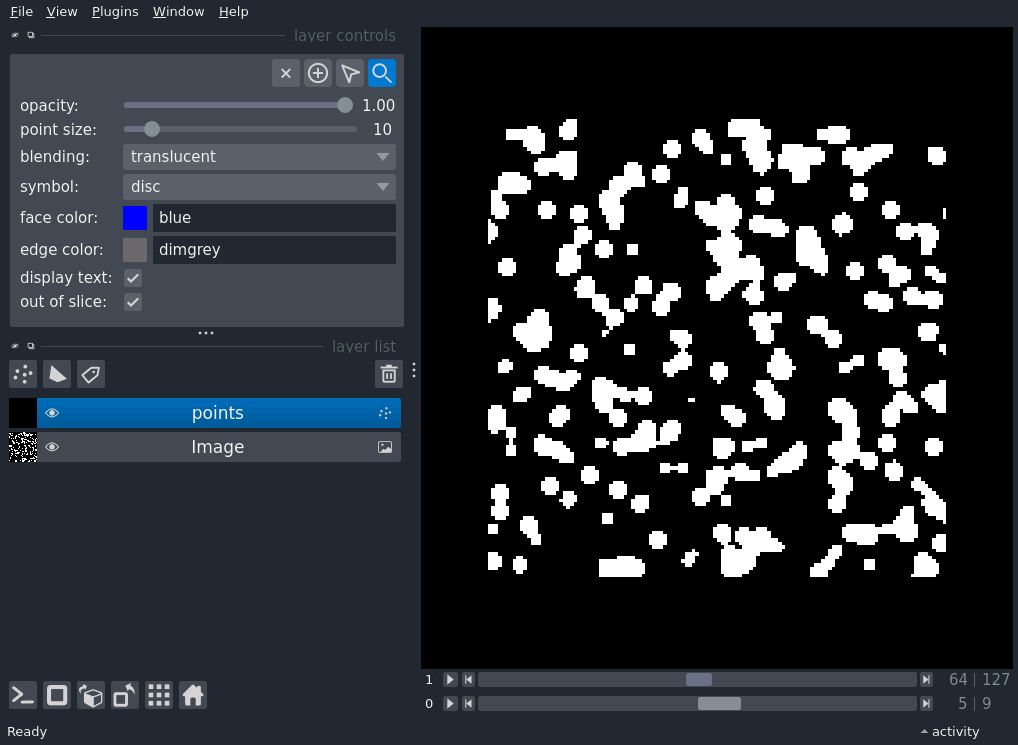 File View Plugins Window Help
layer controls
opacity: 1.00
point size: 10
blending: translucent
symbol: disc
face color: blue
edge color: dimgrey
display text:
out of slice:
layer list
points
Image
1 64 | 127
0 5 | 9
Ready activity